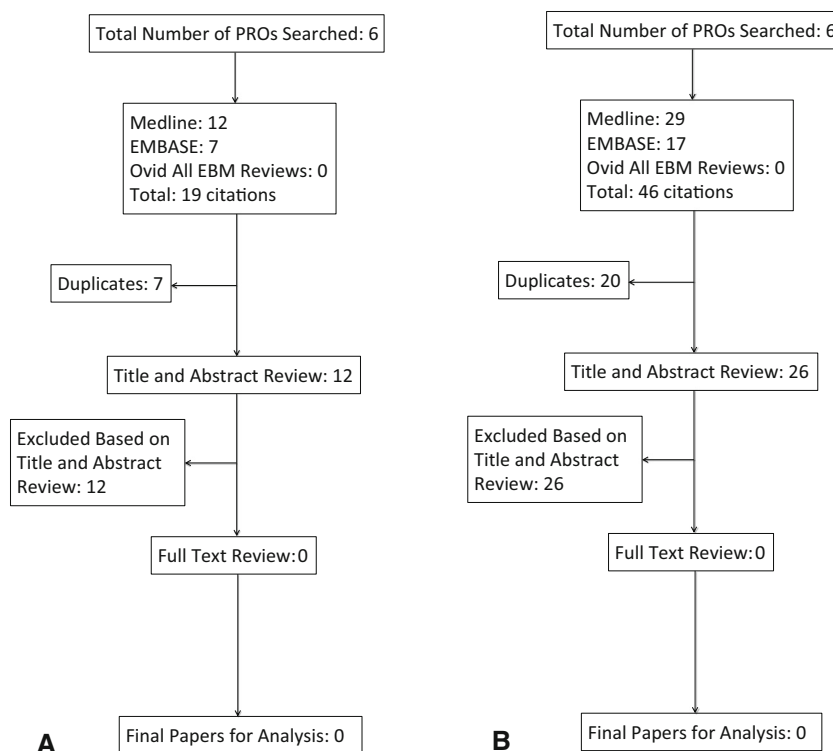 Total Number of PROs Searched: 6
Medline: 12
EMBASE: 7
Ovid All EBM Reviews: 0
Total: 19 citations
Duplicates: 7
Title and Abstract Review: 12
Excluded Based on
Title and Abstract
Review: 12
Full Text Review:0
Final Papers for Analysis: 0
A
Total Number of PROs Searched: 6
Medline: 29
EMBASE: 17
Ovid All EBM Reviews: 0
Total: 46 citations
Duplicates: 20
Title and Abstract Review: 26
Excluded Based on
Title and Abstract
Review: 26
Full Text Review:0
Final Papers for Analysis: 0
B